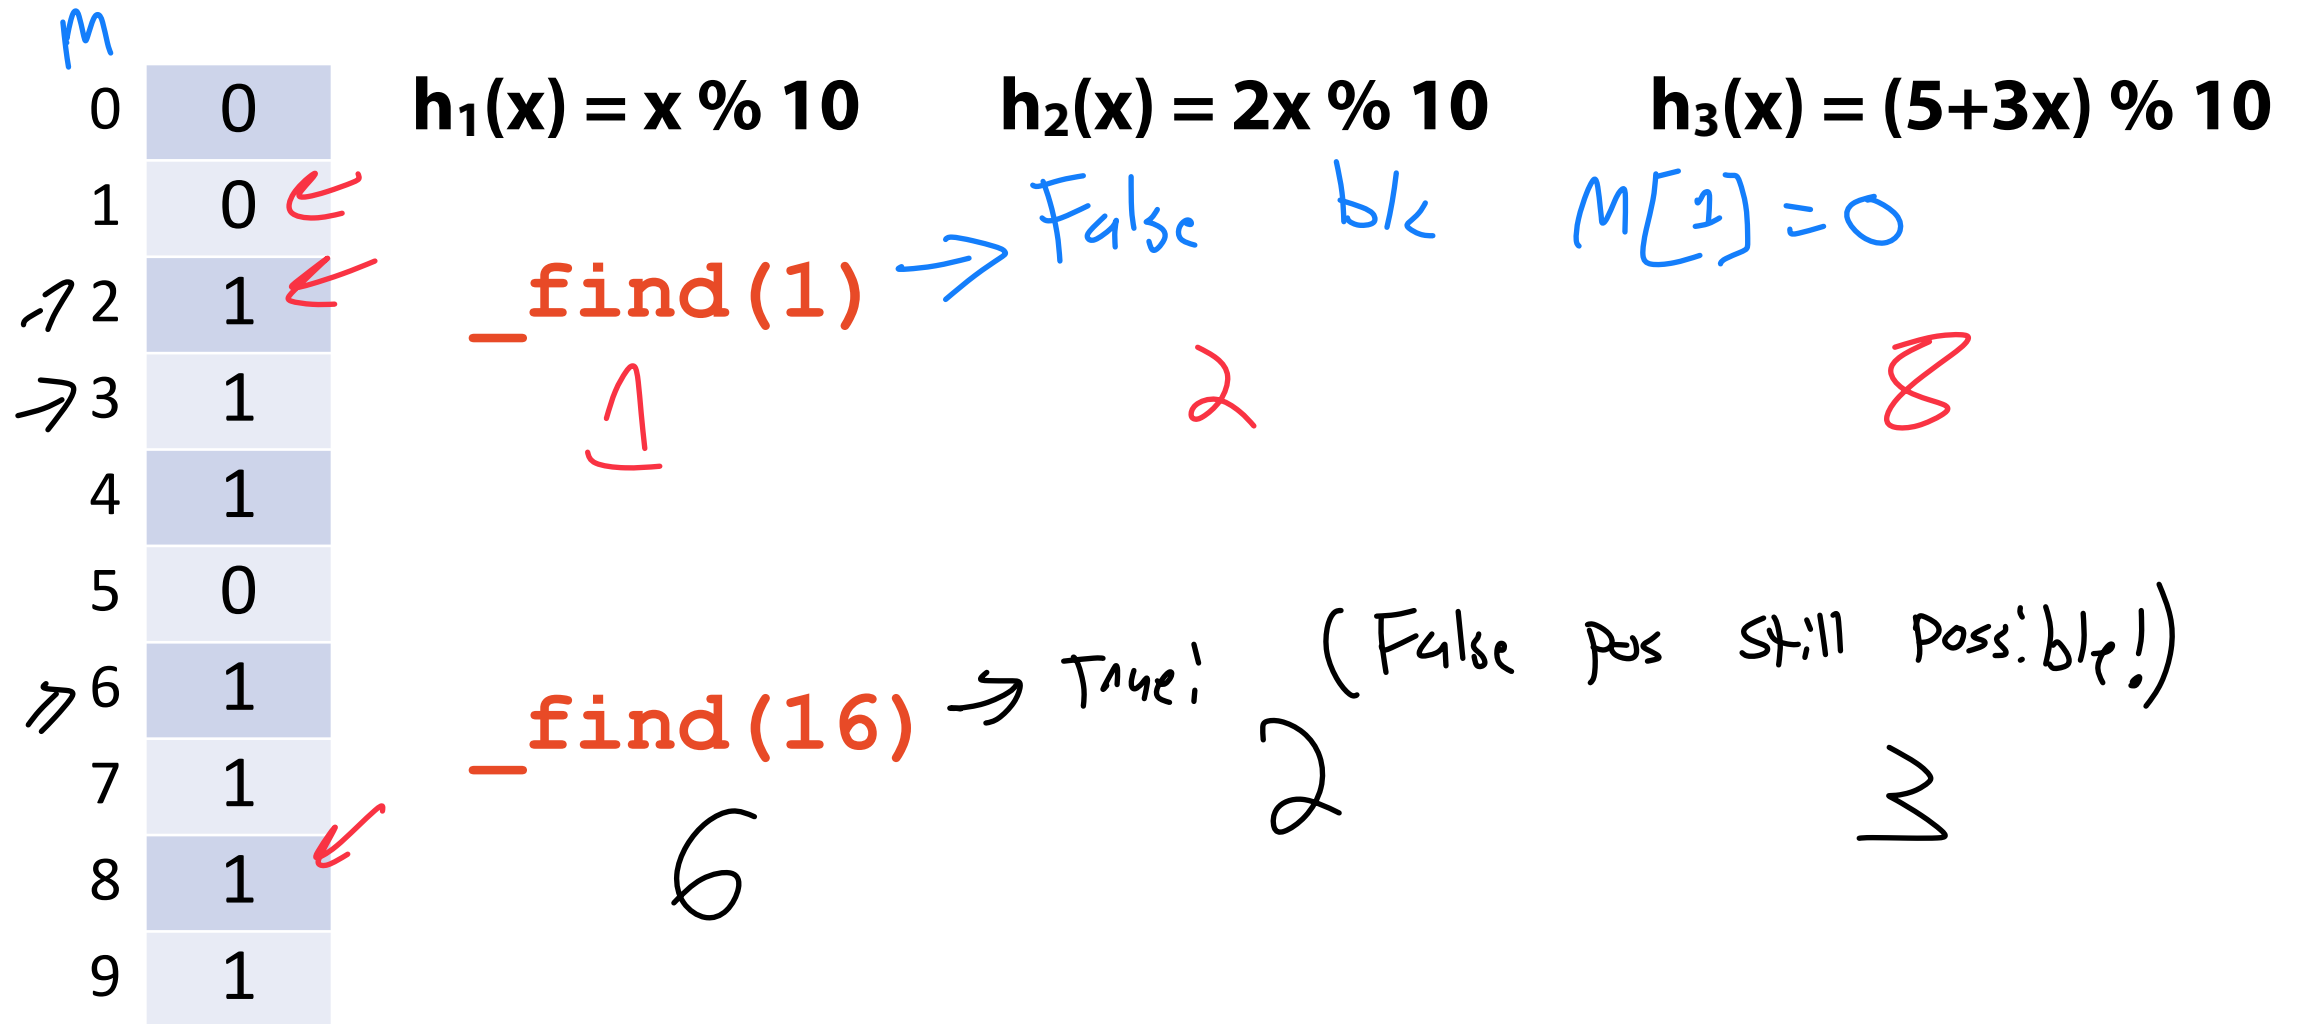 M
0 0
h₁(x) = x % 10 h₂(x) = 2x % 10 h₃(x) = (5+3x) % 10
1 0
False b/c M[1] = 0
2 1
_find(1) →
3 1
1 2 8
4 1
5 0
6 1
_find(16) → True! (False pos still possible!)
7 1
6 2 3
8 1
9 1